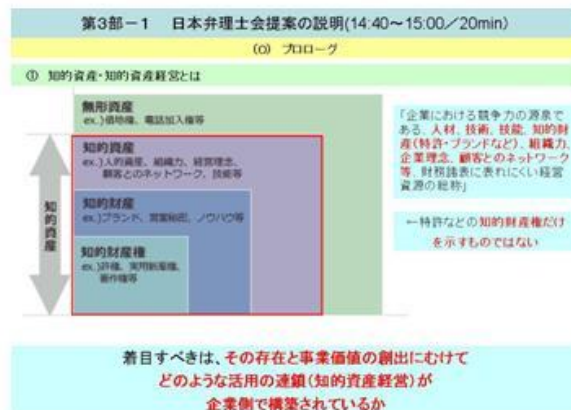 第3部－1　日本弁理士会提案の説明(14:40～15:00／20min)
(0)　プロローグ
①　知的資産・知的資産経営とは
無形資産
ex.)借地権、電話加入権等
知的資産
ex.)人的資産、組織力、経営理念、
顧客とのネットワーク、技能等
知的財産
ex.)ブランド、営業秘密、ノウハウ等
知的財産権
ex.)特許権、実用新案権、
著作権等
知的資産
「企業における競争力の源泉で
ある、人材、技術、技能、知的財
産(特許・ブランドなど)、組織力、
企業理念、顧客とのネットワーク
等、財務諸表に表れにくい経営
資源の総称」
←特許などの知的財産権だけ
を示すものではない
着目すべきは、その存在と事業価値の創出にむけて
どのような活用の連鎖(知的資産経営)が
企業側で構築されているか